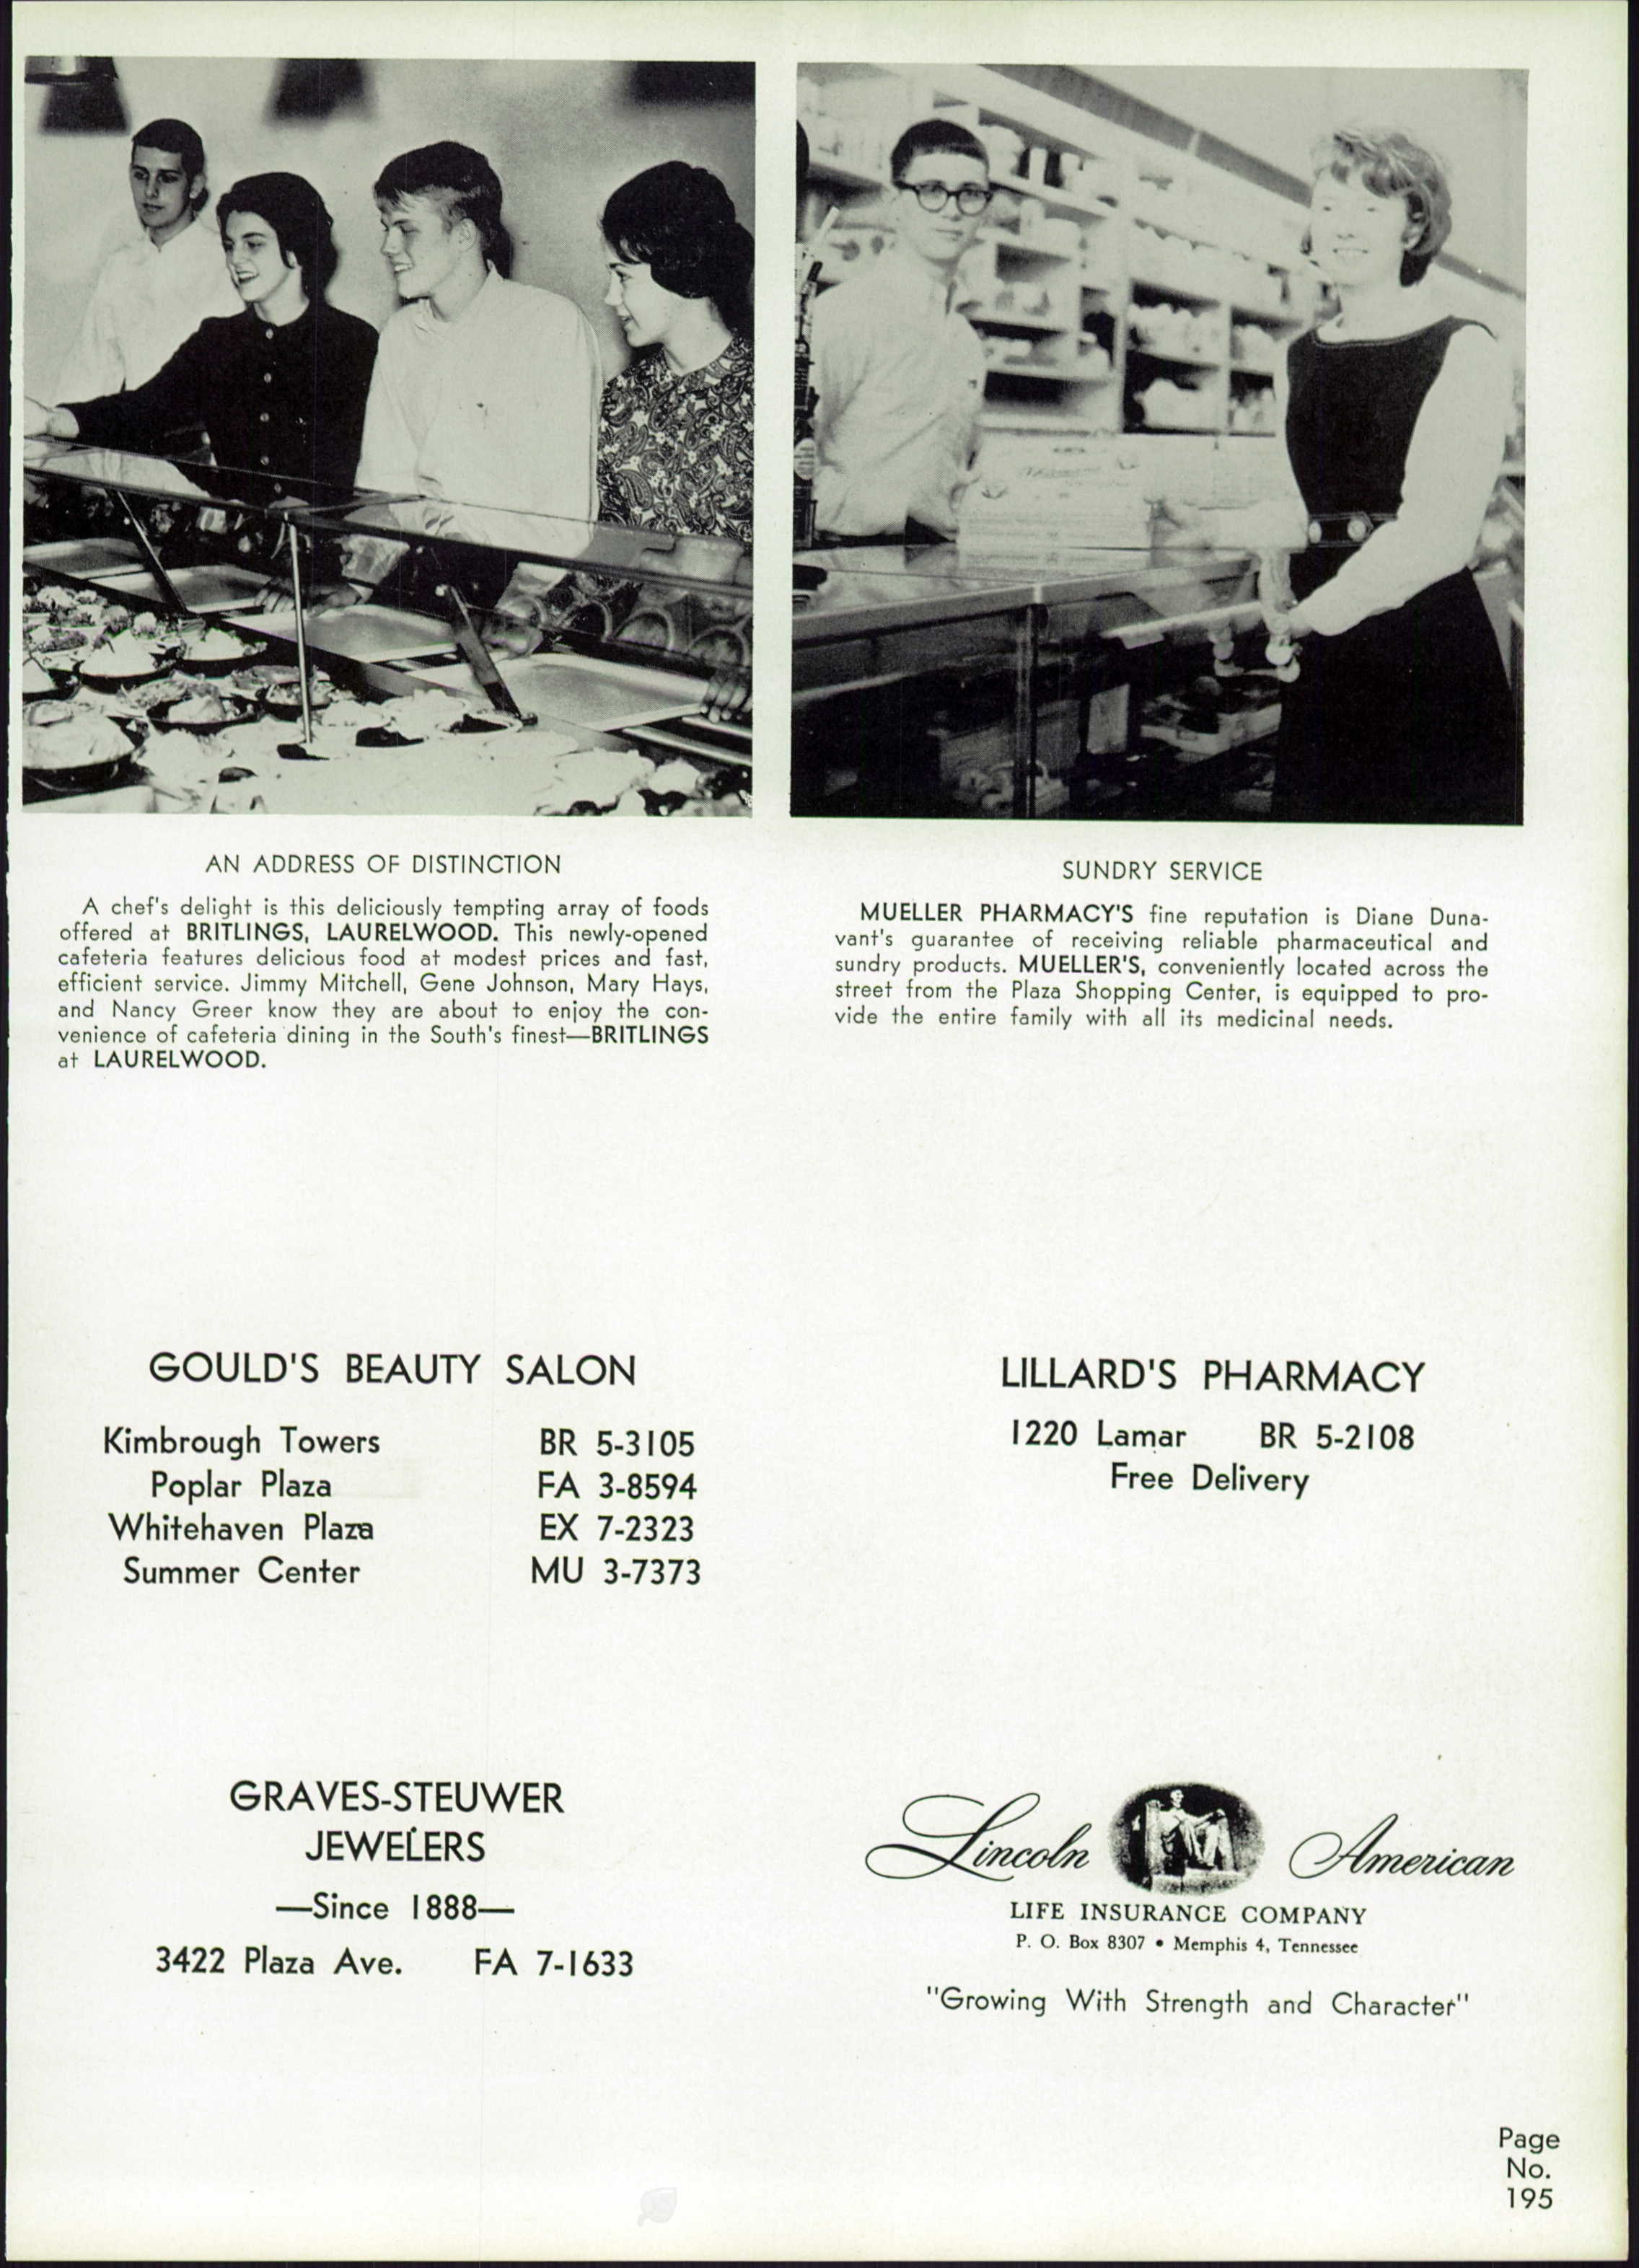 AN ADDRESS OF DISTINCTION
A chef's delight is this deliciously tempting array of foods
offered at BRITLINGS, LAURELWOOD. This newly-opened
cafeteria features delicious food at modest prices and fast,
efficient service. Jimmy Mitchell, Gene Johnson, Mary Hays,
and Nancy Greer know they are about to enjoy the con-
venience of cafeteria dining in the South's finest—BRITLINGS
at LAURELWOOD.
SUNDRY SERVICE
MUELLER PHARMACY'S fine reputation is Diane Duna-
vant's guarantee of receiving reliable pharmaceutical and
sundry products. MUELLER'S, conveniently located across the
street from the Plaza Shopping Center, is equipped to pro-
vide the entire family with all its medicinal needs.
GOULD'S BEAUTY SALON
Kimbrough Towers BR 5-3105
Poplar Plaza FA 3-8594
Whitehaven Plaza EX 7-2323
Summer Center MU 3-7373
LILLARD'S PHARMACY
1220 Lamar BR 5-2108
Free Delivery
GRAVES-STEUWER
JEWELERS
—Since 1888—
3422 Plaza Ave. FA 7-1633
Lincoln American
LIFE INSURANCE COMPANY
P. O. Box 8307 • Memphis 4, Tennessee
"Growing With Strength and Character"
Page
No.
195